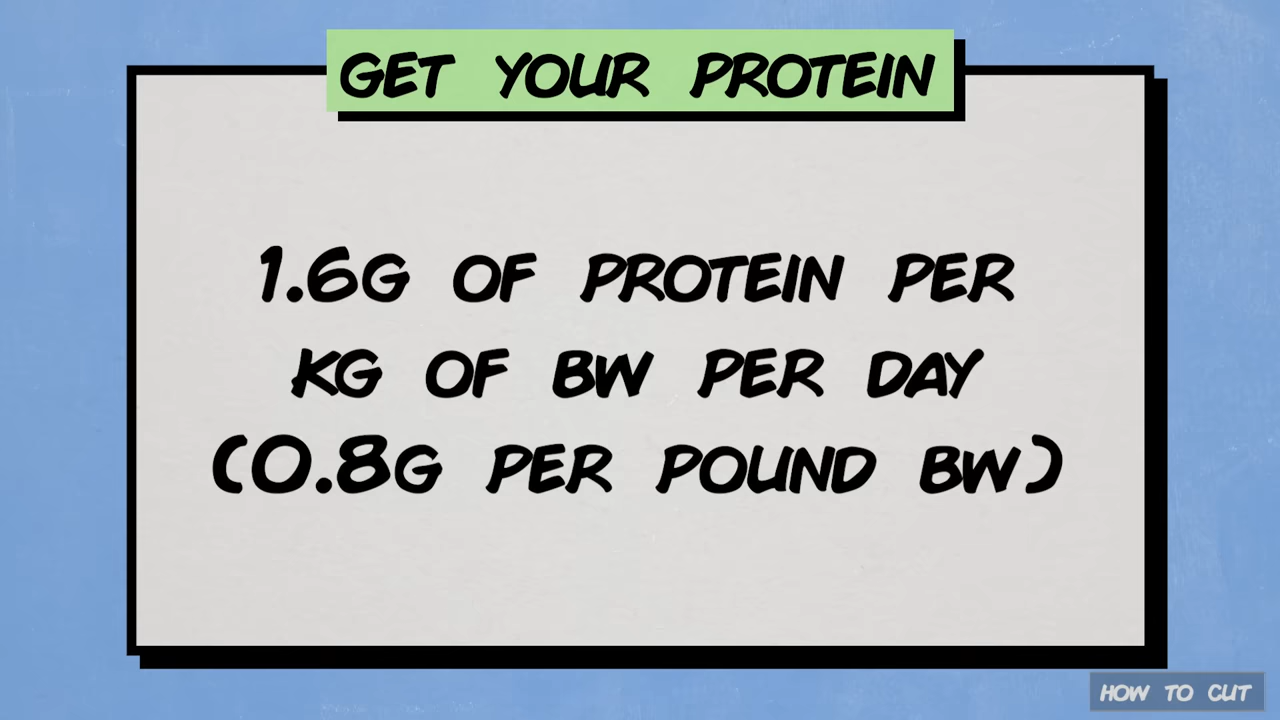 GET YOUR PROTEIN
1.6G OF PROTEIN PER
KG OF BW PER DAY
(0.8G PER POUND BW)
HOW TO CUT